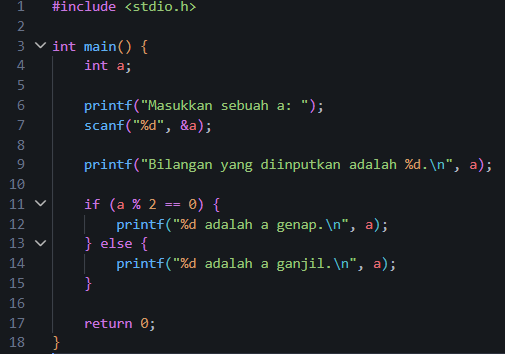 1 #include <stdio.h>
2
3 int main() {
4 int a;
5
6 printf("Masukkan sebuah a: ");
7 scanf("%d", &a);
8
9 printf("Bilangan yang diinputkan adalah %d.\n", a);
10
11 if (a % 2 == 0) {
12 printf("%d adalah a genap.\n", a);
13 } else {
14 printf("%d adalah a ganjil.\n", a);
15 }
16
17 return 0;
18 }